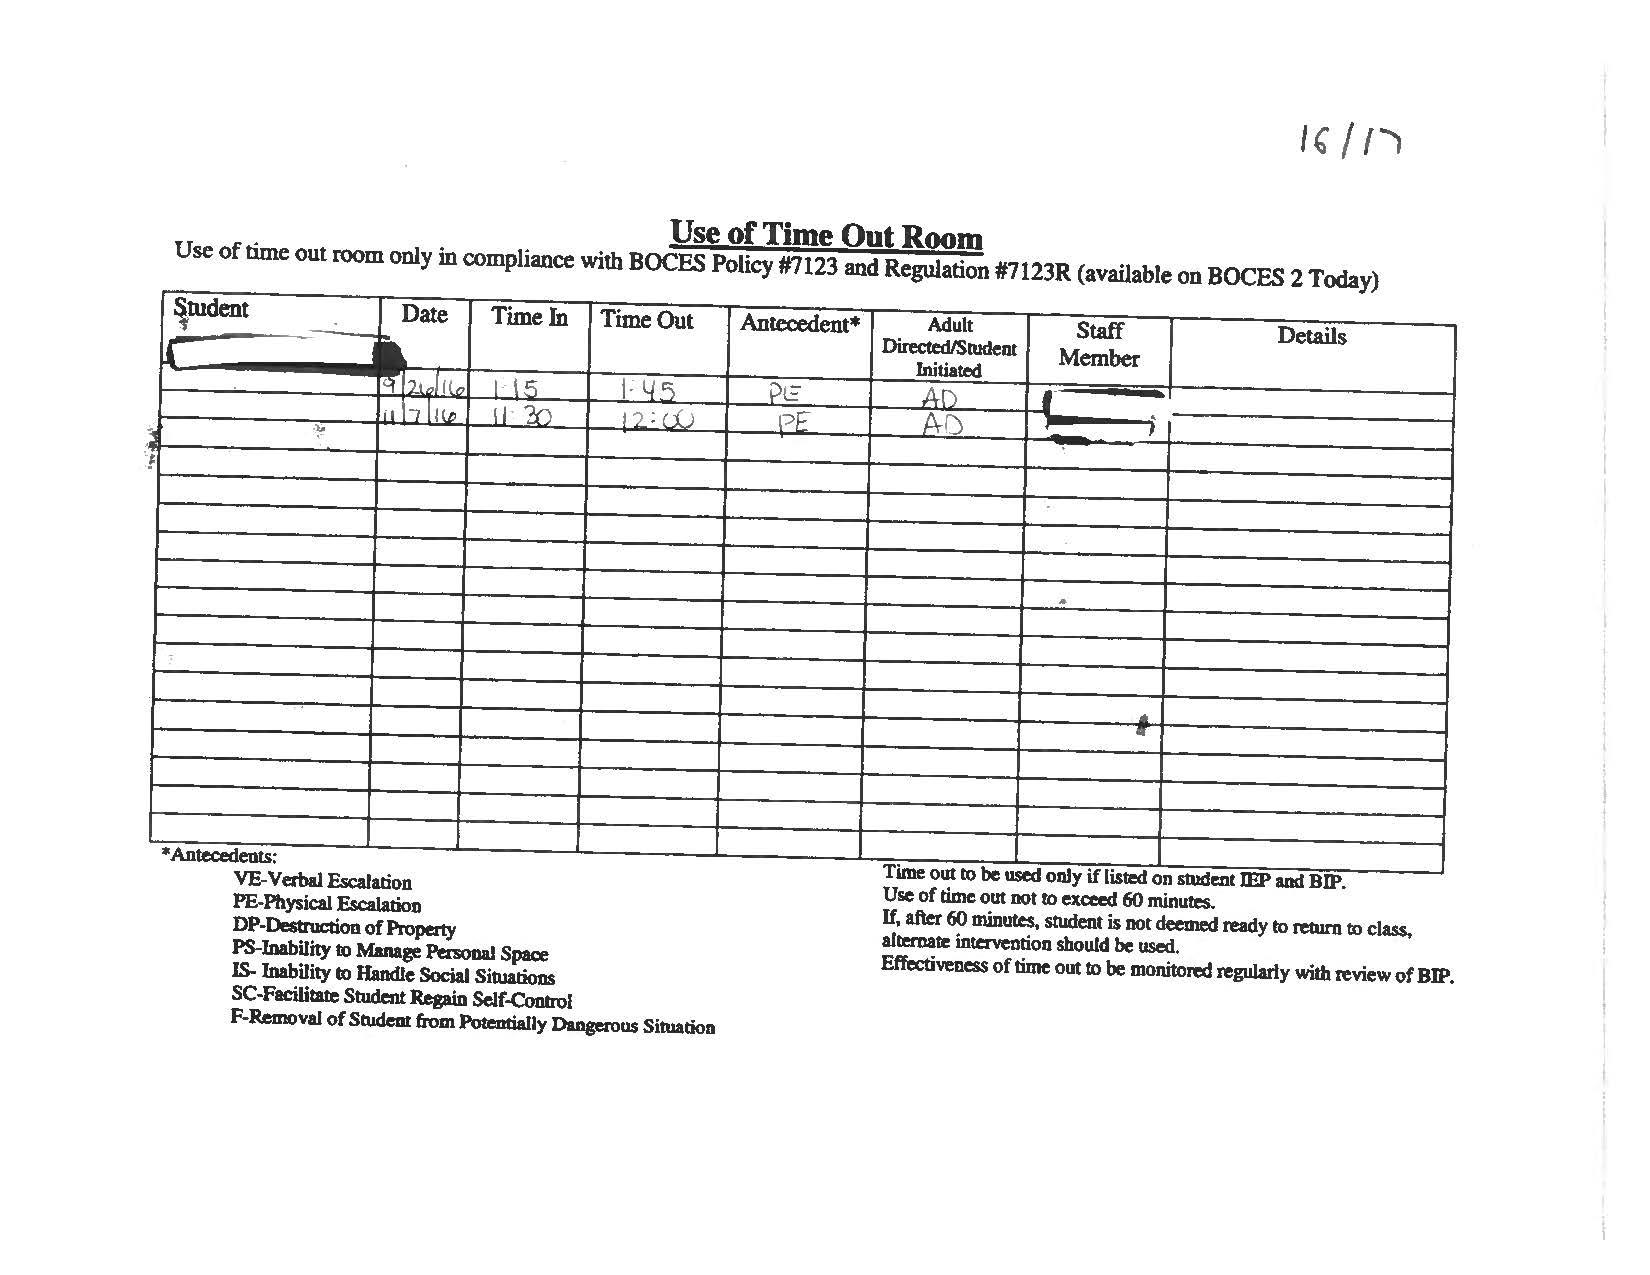 16/17
Use of Time Out Room
Use of time out room only in compliance with BOCES Policy #7123 and Regulation #7123R (available on BOCES 2 Today)
Student Date Time In Time Out Antecedent* Adult Directed/Student Initiated Staff Member Details
9/26/16 1:15 1:45 PE AD
11/7/16 11:30 12:00 PE AD
*Antecedents:
VE-Verbal Escalation
PE-Physical Escalation
DP-Destruction of Property
PS-Inability to Manage Personal Space
IS- Inability to Handle Social Situations
SC-Facilitate Student Regain Self-Control
F-Removal of Student from Potentially Dangerous Situation
Time out to be used only if listed on student IEP and BIP.
Use of time out not to exceed 60 minutes.
If, after 60 minutes, student is not deemed ready to return to class,
alternate intervention should be used.
Effectiveness of time out to be monitored regularly with review of BIP.